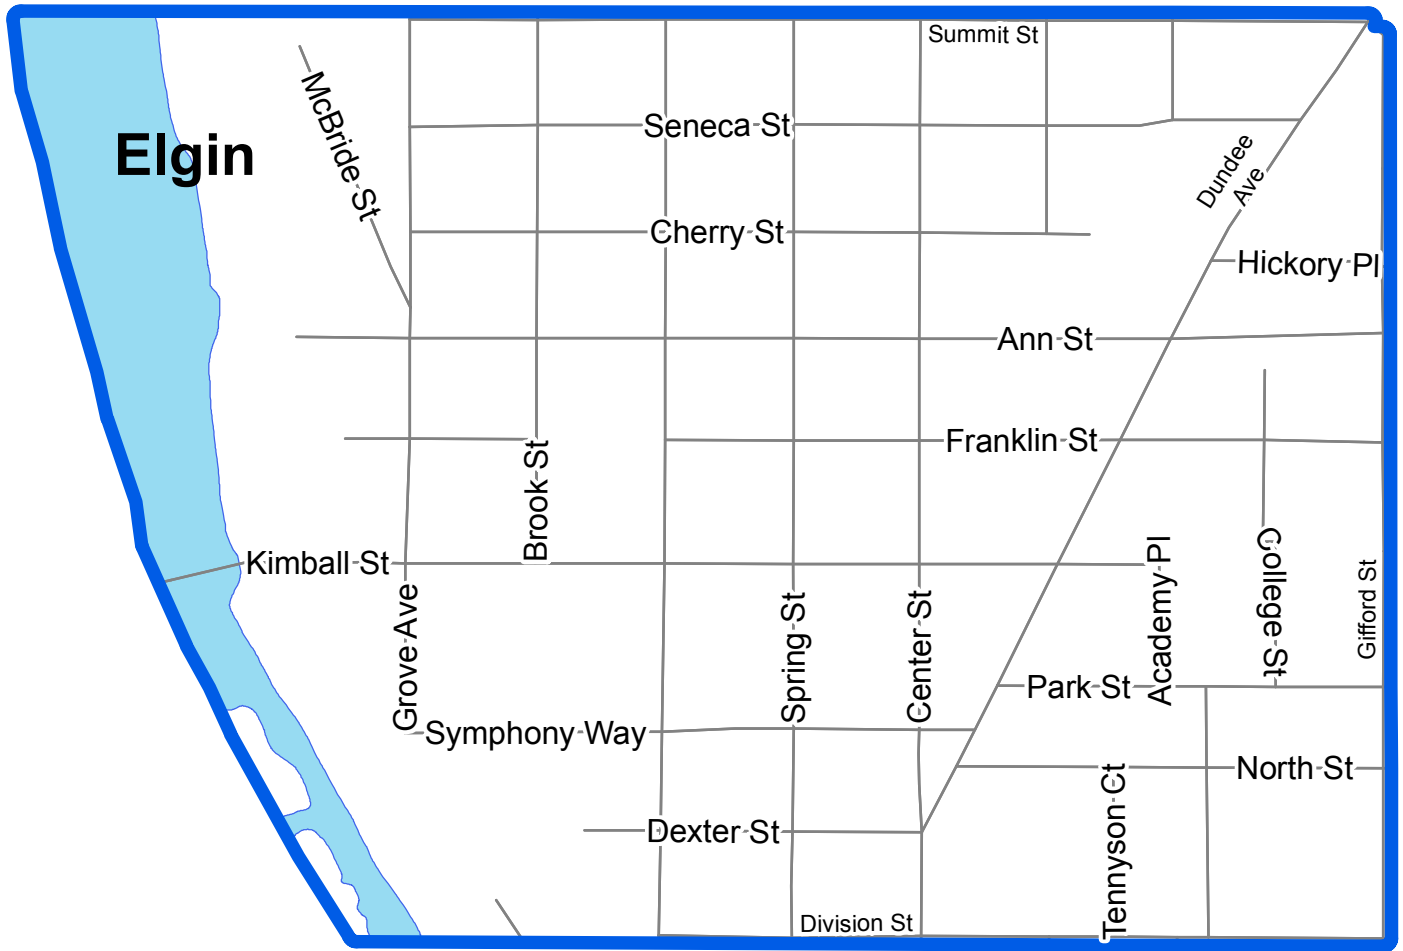 Summit St
McBride St
Seneca St
Elgin
Dundee
Ave
Cherry St
Hickory Pl
Ann St
Franklin St
Brook St
Kimball St
Academy Pl
College St
Gifford St
Grove Ave
Spring St
Center St
Park St
Symphony Way
North St
Tennyson Ct
Dexter St
Division St